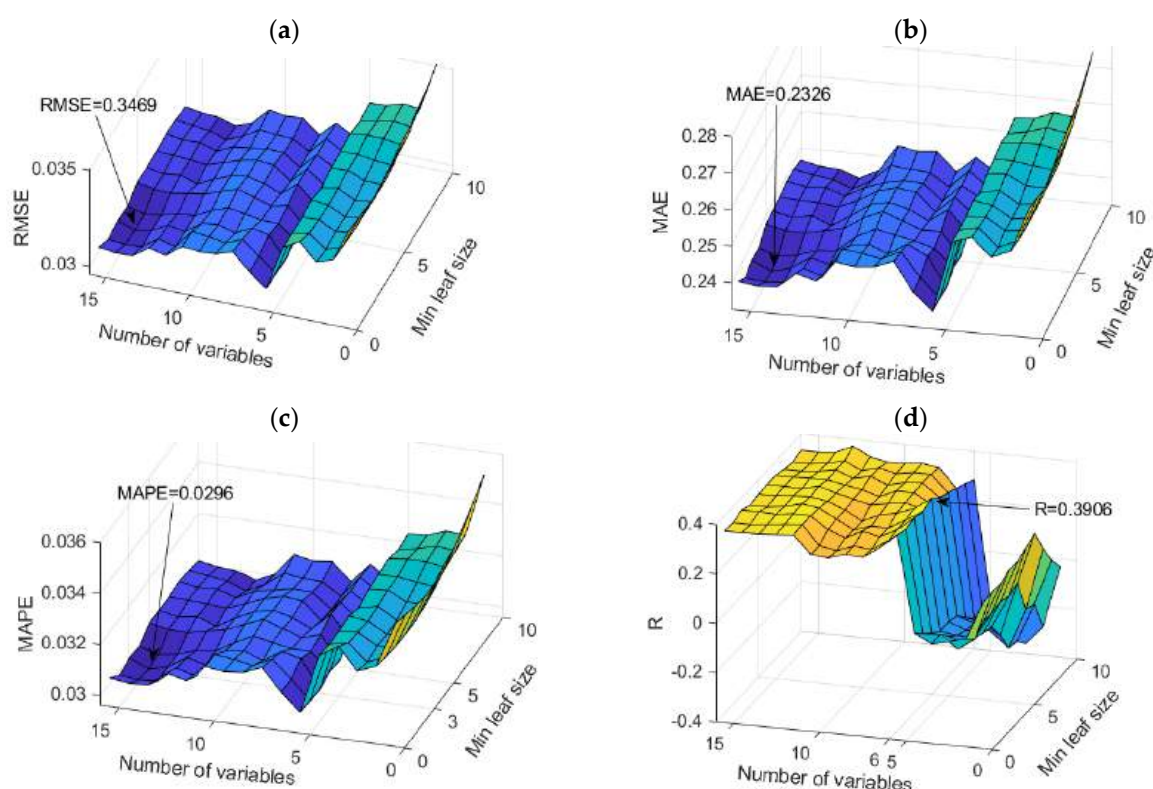 (a)
RMSE=0.3469
0.035
0.03
RMSE
15
10
5
0
Number of variables
0
5
10
Min leaf size
(b)
MAE=0.2326
0.28
0.27
0.26
0.25
0.24
MAE
15
10
5
0
Number of variables
0
5
10
Min leaf size
(c)
MAPE=0.0296
0.036
0.034
0.032
0.03
MAPE
15
10
5
0
Number of variables
0
3
5
10
Min leaf size
(d)
R=0.3906
0.4
0.2
0
-0.2
-0.4
R
15
10
6 5
0
Number of variables
0
5
10
Min leaf size